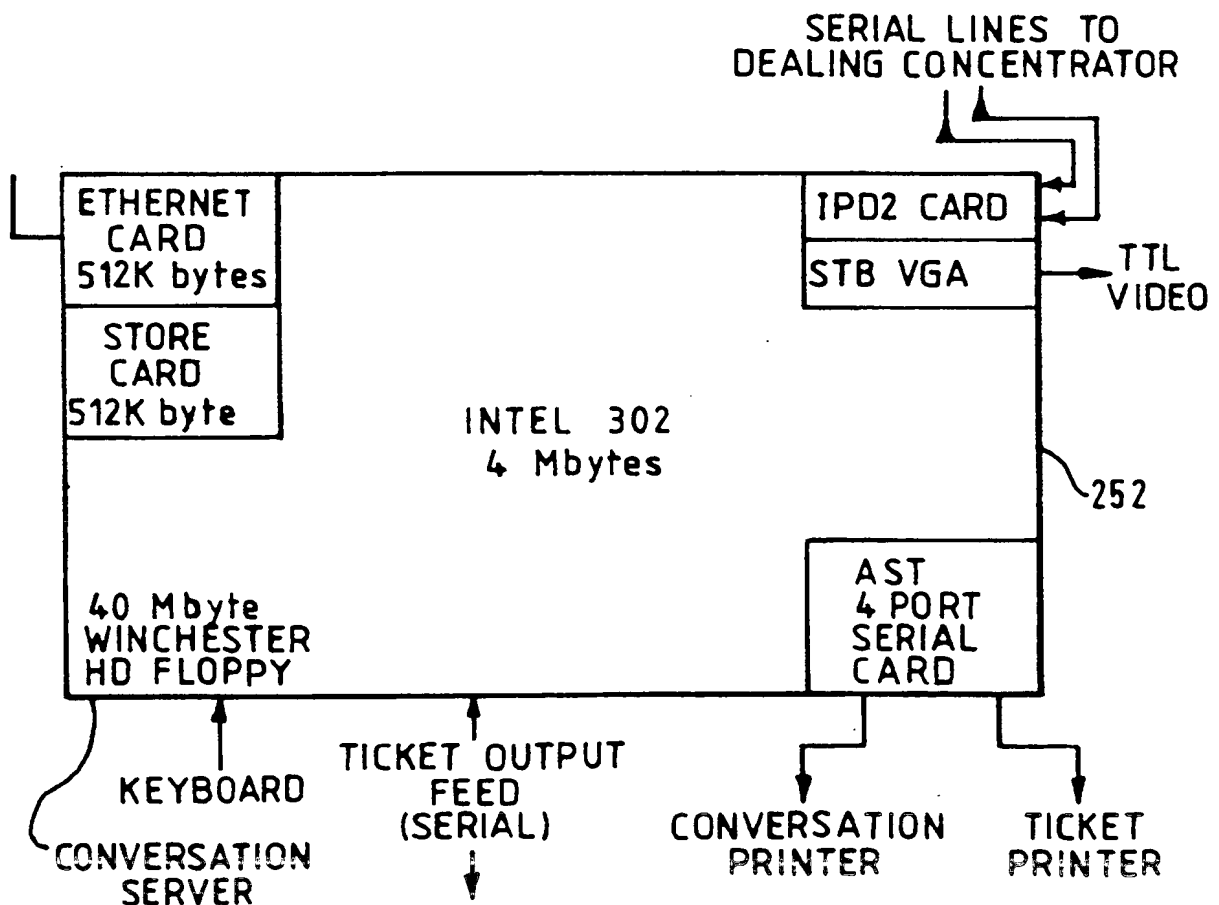 SERIAL LINES TO
DEALING CONCENTRATOR
ETHERNET
CARD
512K bytes
IPD2 CARD
STB VGA
TTL
VIDEO
STORE
CARD
512K byte
INTEL 302
4 Mbytes
252
AST
4 PORT
SERIAL
CARD
40 Mbyte
WINCHESTER
HD FLOPPY
KEYBOARD
TICKET OUTPUT
FEED
(SERIAL)
CONVERSATION
SERVER
CONVERSATION
PRINTER
TICKET
PRINTER